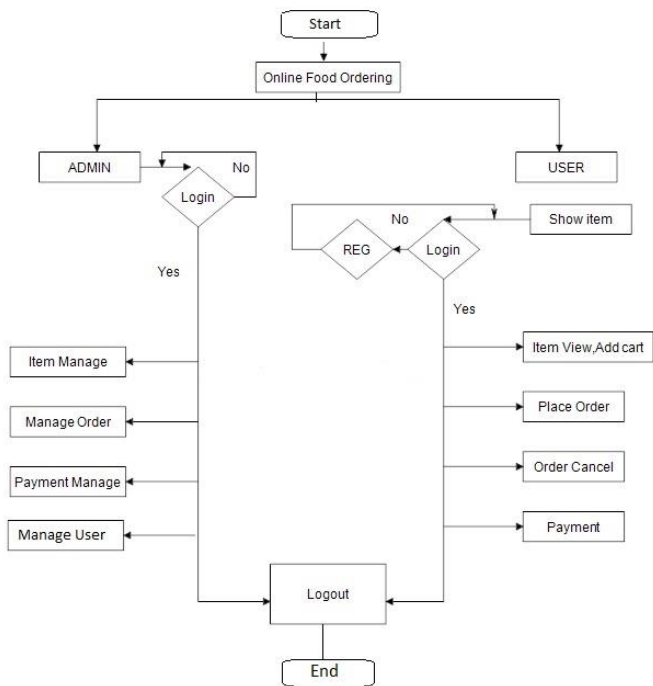 Start
Online Food Ordering
ADMIN
No
USER
Login
Show item
No
REG
Login
Yes
Yes
Item Manage
Item View,Add cart
Manage Order
Place Order
Payment Manage
Order Cancel
Manage User
Payment
Logout
End